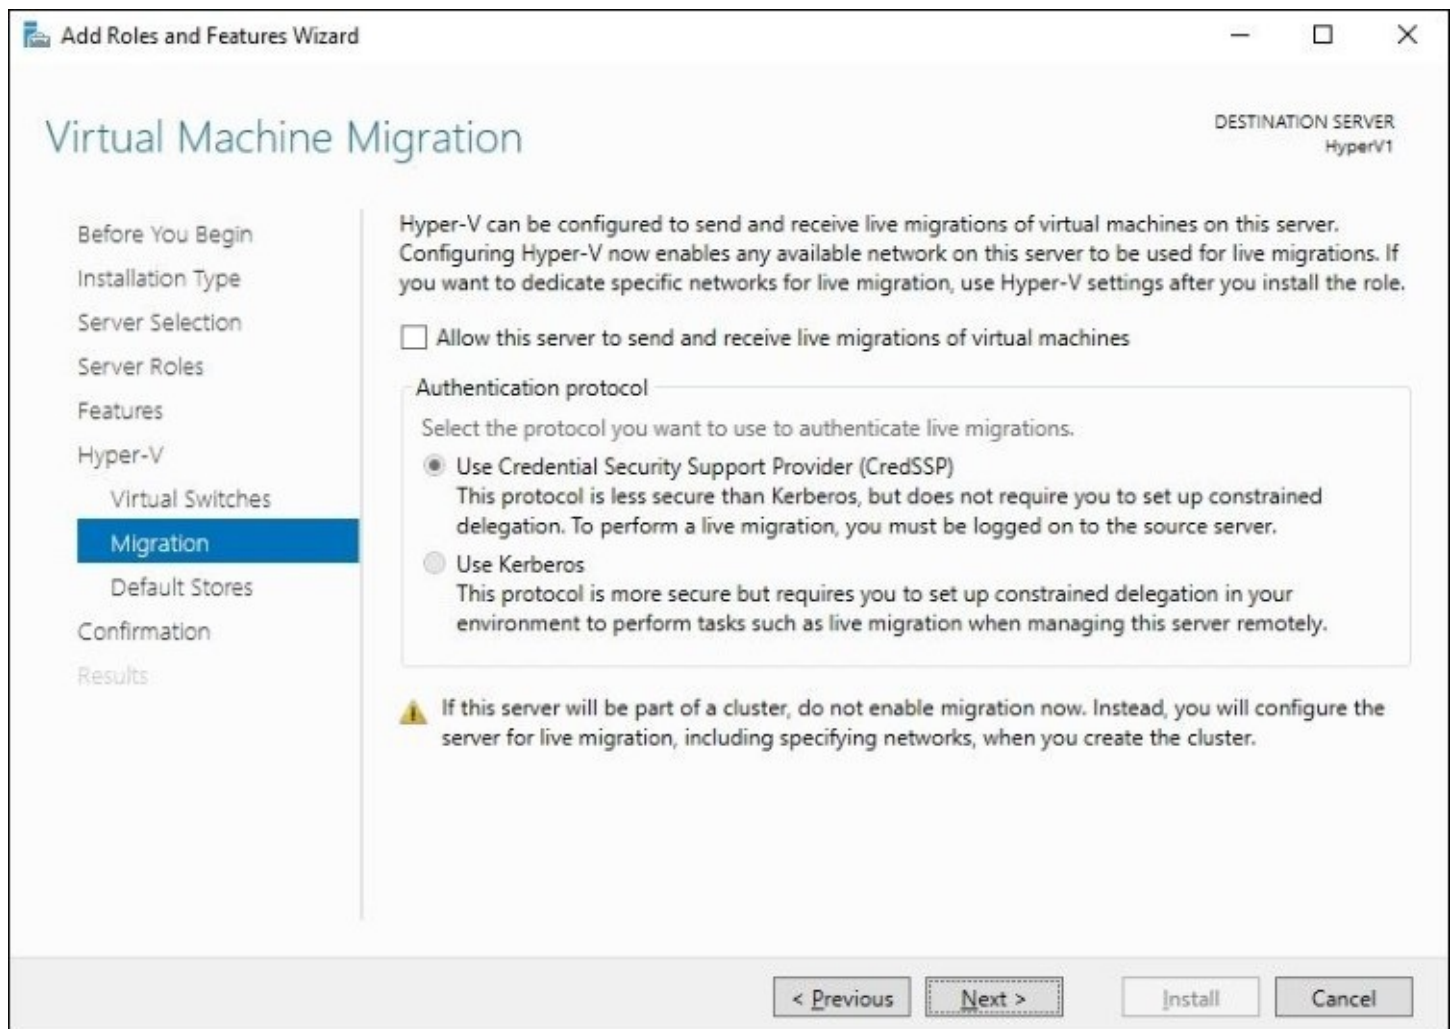 Add Roles and Features Wizard
Virtual Machine Migration
DESTINATION SERVER
HyperV1
Before You Begin
Installation Type
Server Selection
Server Roles
Features
Hyper-V
Virtual Switches
Migration
Default Stores
Confirmation
Results
Hyper-V can be configured to send and receive live migrations of virtual machines on this server.
Configuring Hyper-V now enables any available network on this server to be used for live migrations. If
you want to dedicate specific networks for live migration, use Hyper-V settings after you install the role.
Allow this server to send and receive live migrations of virtual machines
Authentication protocol
Select the protocol you want to use to authenticate live migrations.
Use Credential Security Support Provider (CredSSP)
This protocol is less secure than Kerberos, but does not require you to set up constrained
delegation. To perform a live migration, you must be logged on to the source server.
Use Kerberos
This protocol is more secure but requires you to set up constrained delegation in your
environment to perform tasks such as live migration when managing this server remotely.
If this server will be part of a cluster, do not enable migration now. Instead, you will configure the
server for live migration, including specifying networks, when you create the cluster.
< Previous
Next >
Install
Cancel